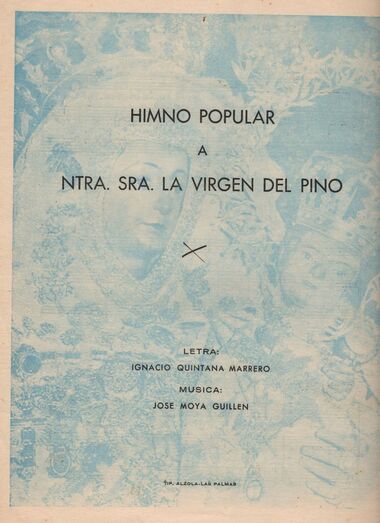 HIMNO POPULAR
A
NTRA. SRA. LA VIRGEN DEL PINO
LETRA:
IGNACIO QUINTANA MARRERO
MUSICA:
JOSE MOYA GUILLEN
TIP. ALZOLA-LAS PALMAS